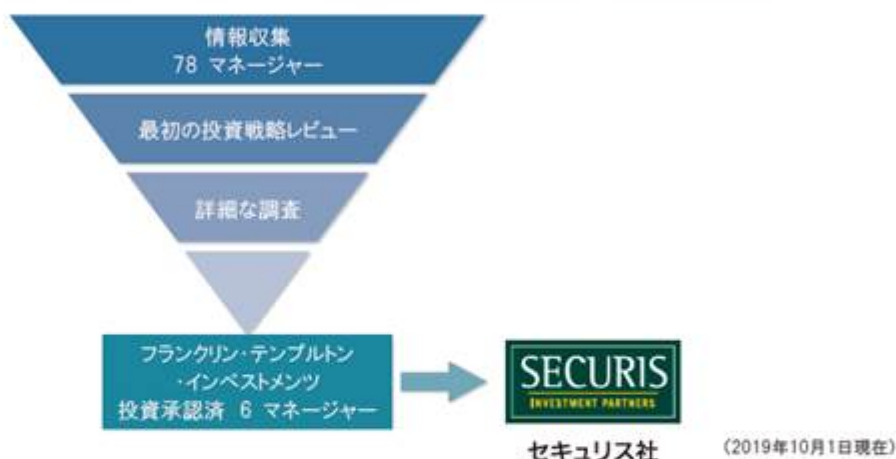 情報収集
78 マネージャー
最初の投資戦略レビュー
詳細な調査
フランクリン・テンプルトン
・インベストメンツ
投資承認済 6 マネージャー
SECURIS
INVESTMENT PARTNERS
セキュリス社
(2019年10月1日現在)